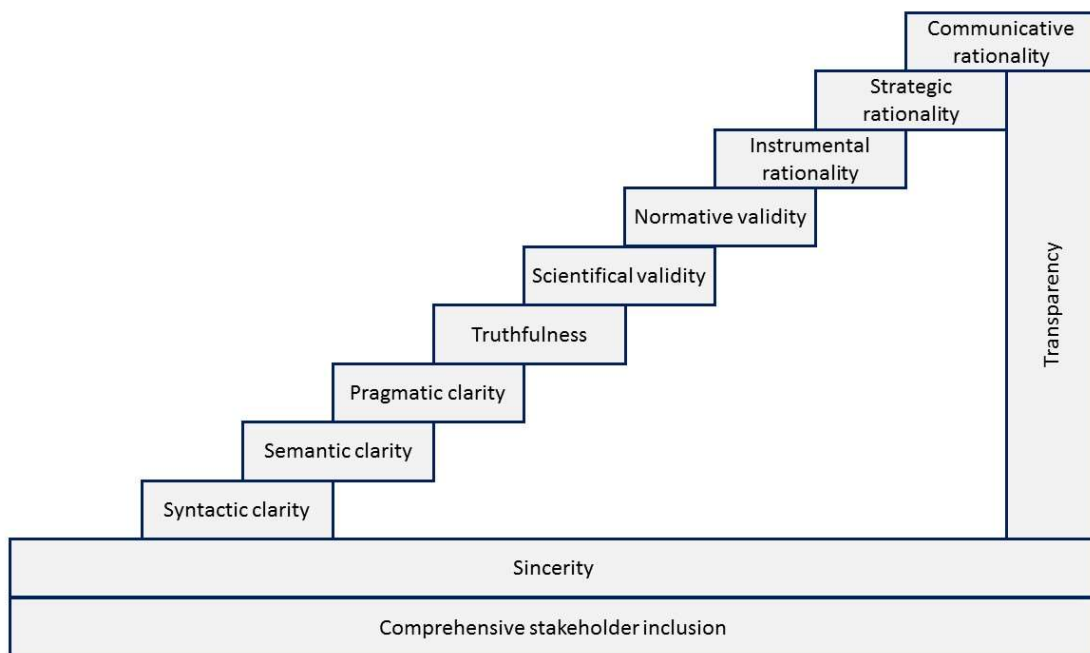 Communicative
rationality
Strategic
rationality
Instrumental
rationality
Normative validity
Scientifical validity
Truthfulness
Pragmatic clarity
Semantic clarity
Syntactic clarity
Transparency
Sincerity
Comprehensive stakeholder inclusion